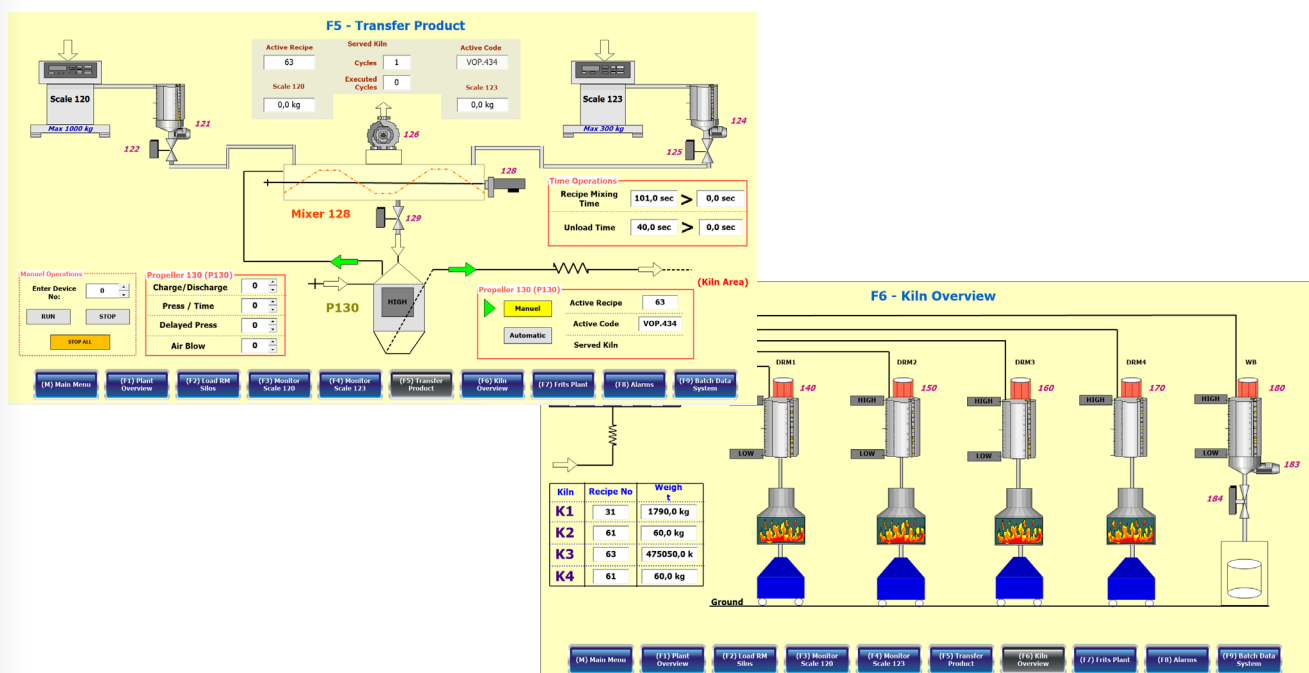 F5 - Transfer Product
Active Recipe
63
Served Kiln
Cycles 1
Executed
Cycles 0
Active Code
VOP.434
Scale 120
0,0 kg
Scale 123
0,0 kg
Scale 120
Max 1000 kg
121
122
126
Scale 123
Max 300 kg
124
125
128
Mixer 128
129
Time Operations
Recipe Mixing
Time
101,0 sec > 0,0 sec
Unload Time 40,0 sec > 0,0 sec
Manuel Operations
Enter Device
No: 0
RUN STOP
STOP ALL
Propeller 130 (P130)
Charge/Discharge 0
Press / Time 0
Delayed Press 0
Air Blow 0
P130
HIGH
(Kiln Area)
Propeller 130 (P130)
Manuel
Automatic
Active Recipe 63
Active Code VOP.434
Served Kiln
(M) Main Menu
(F1) Plant
Overview
(F2) Load RM
Silos
(F3) Monitor
Scale 120
(F4) Monitor
Scale 123
(F5) Transfer
Product
(F6) Kiln
Overview
(F7) Frits Plant
(F8) Alarms
(F9) Batch Data
System
F6 - Kiln Overview
DRM1
DRM2
DRM3
DRM4
WB
140
150
160
170
180
HIGH
HIGH
HIGH
HIGH
LOW
LOW
LOW
LOW
LOW
183
184
Kiln Recipe No Weigh
t
K1 31 1790,0 kg
K2 61 60,0 kg
K3 63 475050,0 k
K4 61 60,0 kg
Ground
(M) Main Menu
(F1) Plant
Overview
(F2) Load RM
Silos
(F3) Monitor
Scale 120
(F4) Monitor
Scale 123
(F5) Transfer
Product
(F6) Kiln
Overview
(F7) Frits Plant
(F8) Alarms
(F9) Batch Data
System